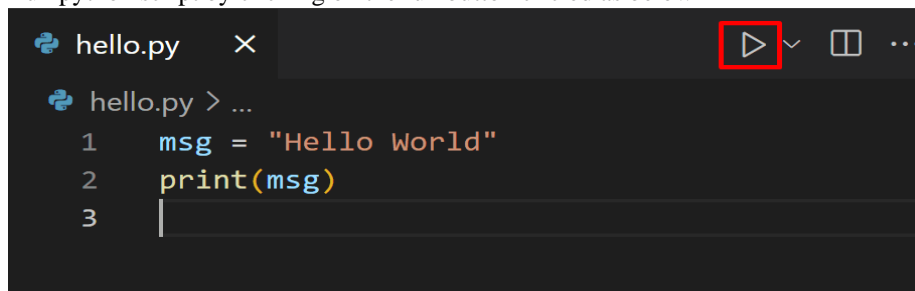 hello.py
hello.py > ...
1 msg = "Hello World"
2 print(msg)
3